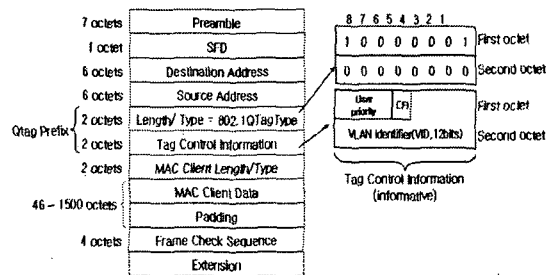 7 octets Preamble
1 octet SFD
6 octets Destination Address
6 octets Source Address
2 octets Length/ Type = 802.1QTagType
Qtag Prefix
2 octets Tag Control Information
2 octets MAC Client Length/Type
46 – 1500 octets MAC Client Data
Padding
4 octets Frame Check Sequence
Extension
8 7 6 5 4 3 2 1
1 0 0 0 0 0 0 1 First octet
0 0 0 0 0 0 0 0 Second octet
User priority CFI First octet
VLAN Identifier(VID, 12bits) Second octet
Tag Control Information
(informative)